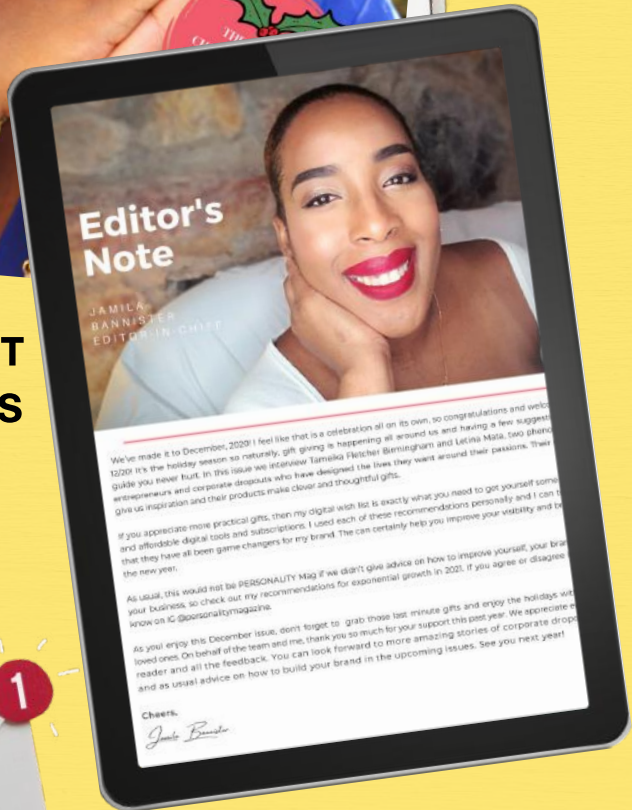 TH
CH
Editor's
Note
JAMILA
BANNISTER
EDITOR-IN-CHIEF
T
S
We've made it to December, 2020! I feel like that is a celebration all on its own, so congratulations and welco
12/20! It's the holiday season so naturally, gift giving is happening all around us and having a few suggesti
guide you never hurt. In this issue we interview Tameika Fletcher Birmingham and Letina Mata, two pheno
entrepreneurs and corporate dropouts who have designed the lives they want around their passions. Their
give us inspiration and their products make clever and thoughtful gifts.
If you appreciate more practical gifts, then my digital wish list is exactly what you need to get yourself some
and affordable digital tools and subscriptions. I used each of these recommendations personally and I can t
that they have all been game changers for my brand. The can certainly help you improve your visibility and b
the new year.
As usual, this would not be PERSONALITY Mag if we didn't give advice on how to improve yourself, your bran
your business, so check out my recommendations for exponential growth in 2021. If you agree or disagree
know on IG @personalitymagazine.
As youl enjoy this December issue, don't forget to grab those last minute gifts and enjoy the holidays wit
loved ones. On behalf of the team and me, thank you so much for your support this past year. We appreciate e
reader and all the feedback. You can look forward to more amazing stories of corporate dropo
and as usual advice on how to build your brand in the upcoming issues. See you next year!
1
Cheers,
Jamila Bannister